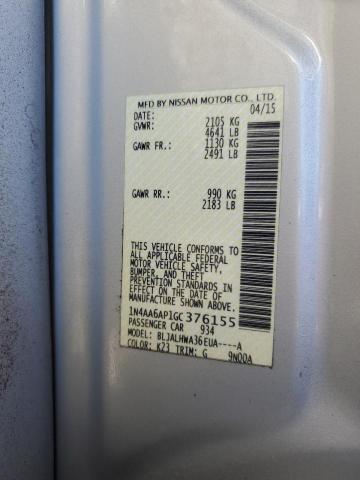 MFD BY NISSAN MOTOR CO., LTD.
DATE: 04/15
GVWR: 2105 KG
4641 LB
GAWR FR.: 1130 KG
2491 LB
GAWR RR.: 990 KG
2183 LB
THIS VEHICLE CONFORMS TO
ALL APPLICABLE FEDERAL
MOTOR VEHICLE SAFETY,
BUMPER, AND THEFT
PREVENTION STANDARDS IN
EFFECT ON THE DATE OF
MANUFACTURE SHOWN ABOVE.
1N4AA6AP1GC376155
PASSENGER CAR 934
MODEL: BLJALHWA36EUA----A
COLOR: K23 TRIM: G 9N00A